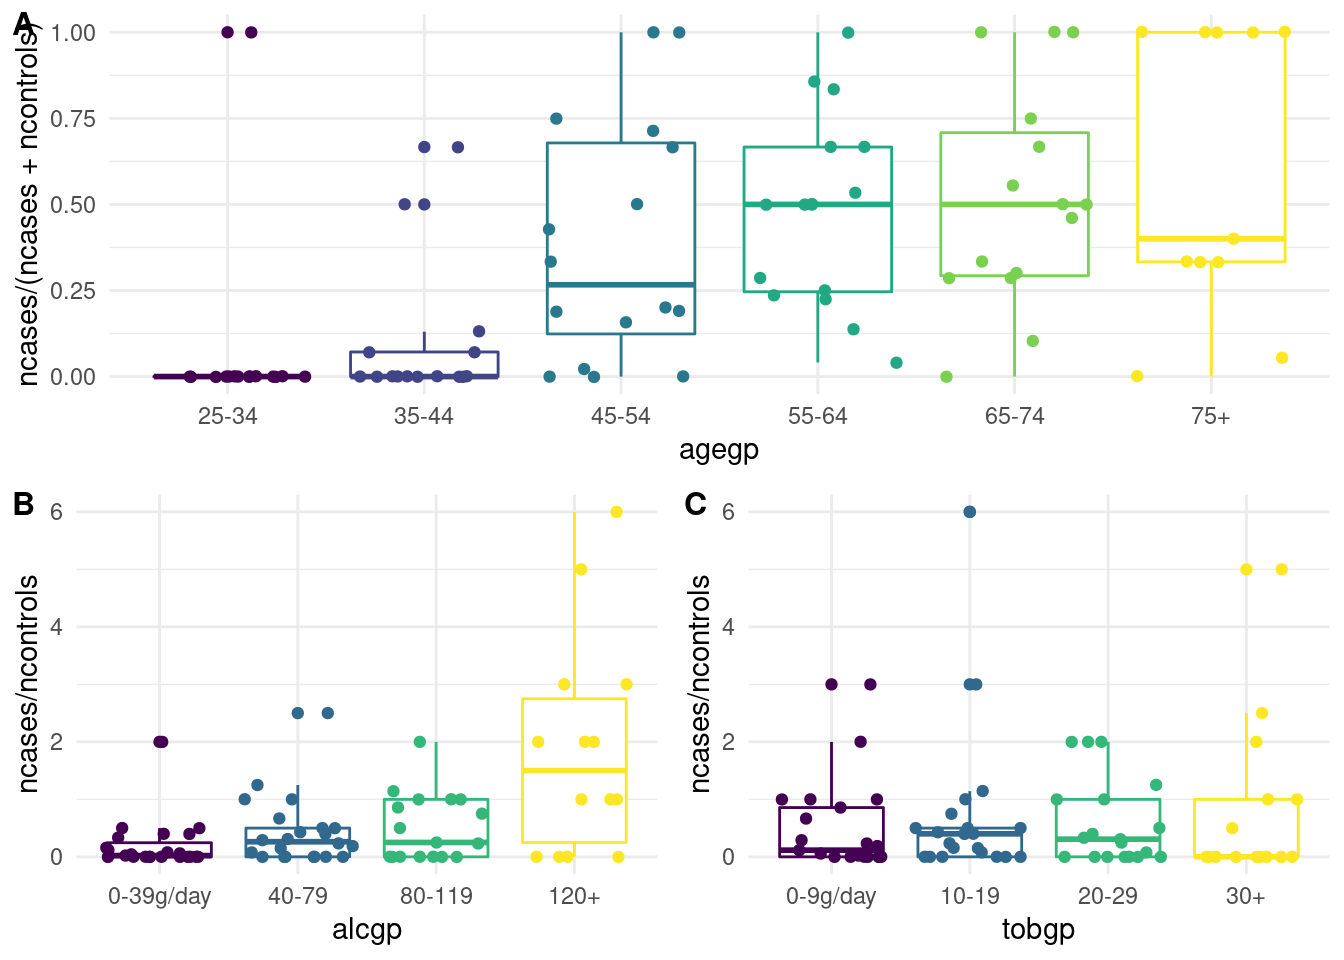 A
ncases/(ncases + ncontrols)
1.00
0.75
0.50
0.25
0.00
25-34 35-44 45-54 55-64 65-74 75+
agegp
B
ncases/ncontrols
6
4
2
0
0-39g/day 40-79 80-119 120+
alcgp
C
ncases/ncontrols
6
4
2
0
0-9g/day 10-19 20-29 30+
tobgp